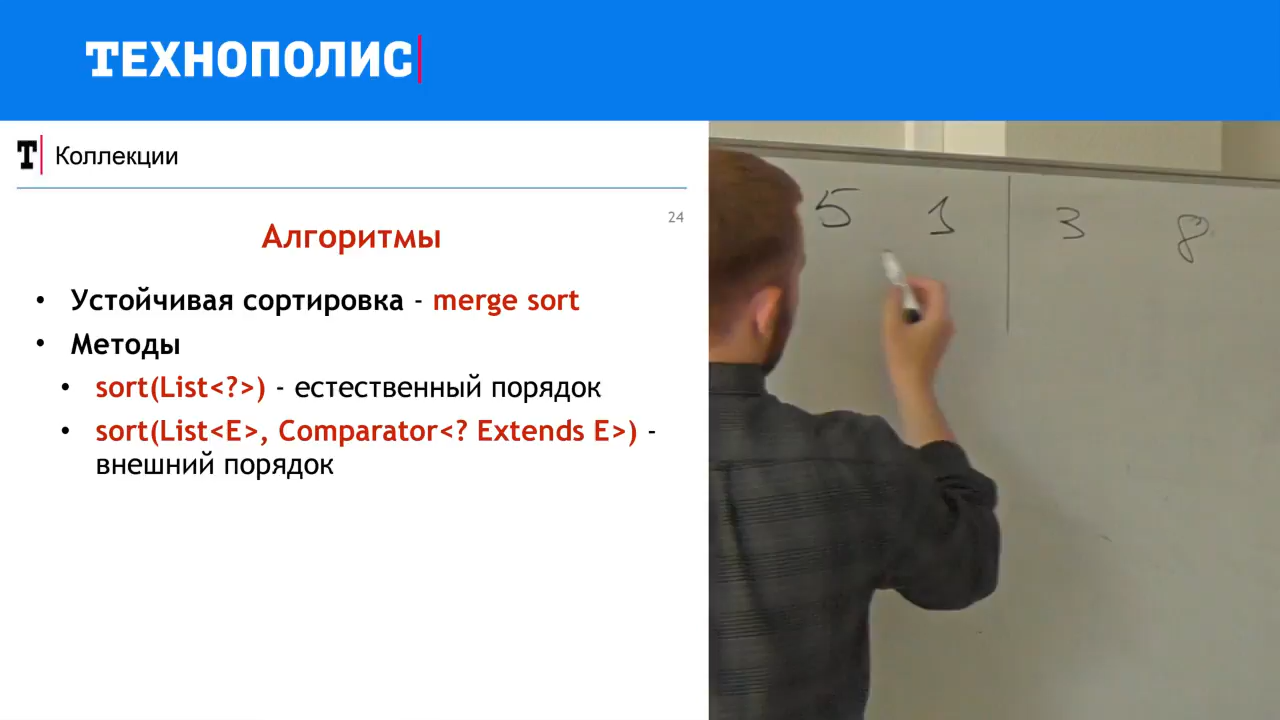 ТЕХНОПОЛИС
Т Коллекции
24
Алгоритмы
• Устойчивая сортировка - merge sort
• Методы
• sort(List<?>) - естественный порядок
• sort(List<E>, Comparator<? Extends E>) -
внешний порядок
5 1 3 8